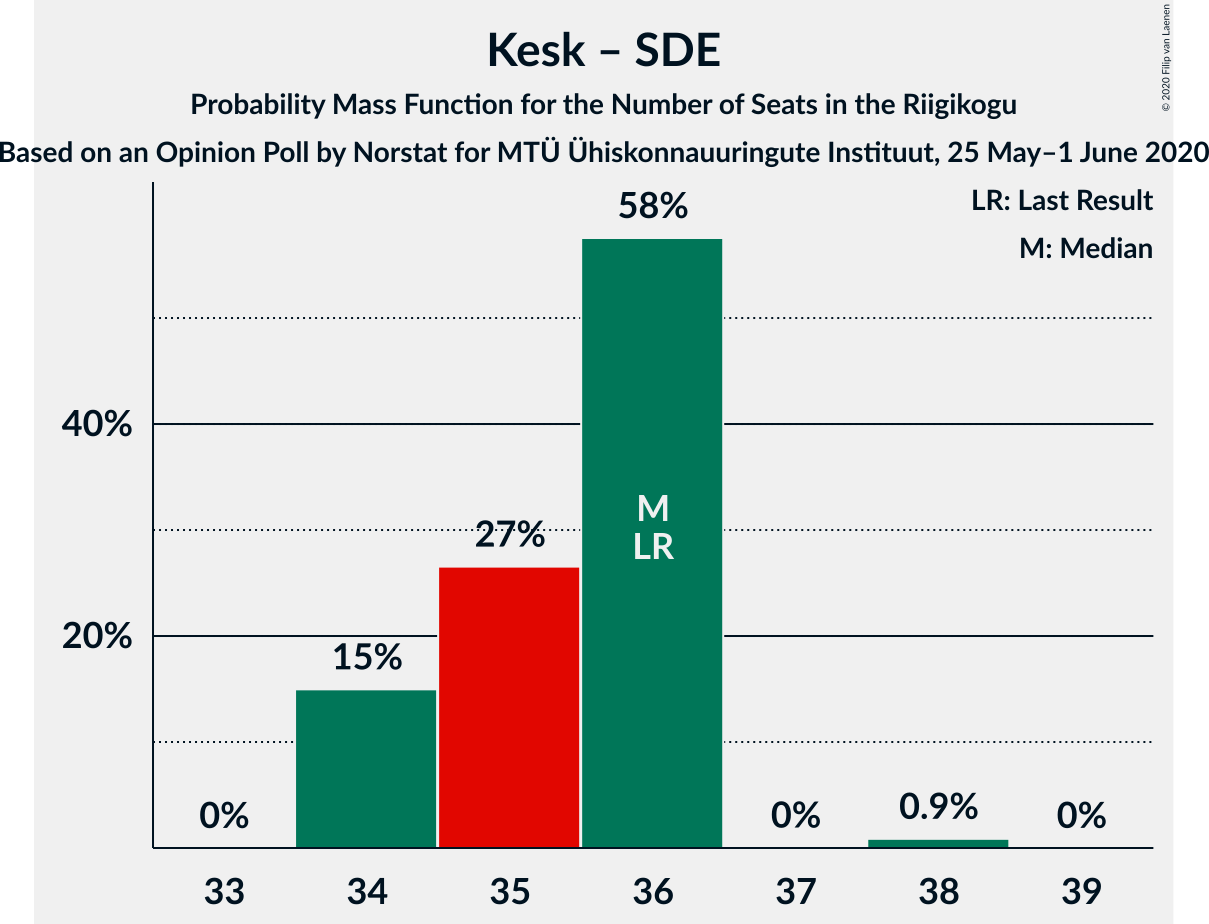 Kesk – SDE
Probability Mass Function for the Number of Seats in the Riigikogu
Based on an Opinion Poll by Norstat for MTÜ Ühiskonnauuringute Instituut, 25 May–1 June 2020
© 2020 Filip van Laenen
LR: Last Result
M: Median
58%
40%
M
LR
27%
20%
15%
0%
0%
0.9%
0%
33 34 35 36 37 38 39